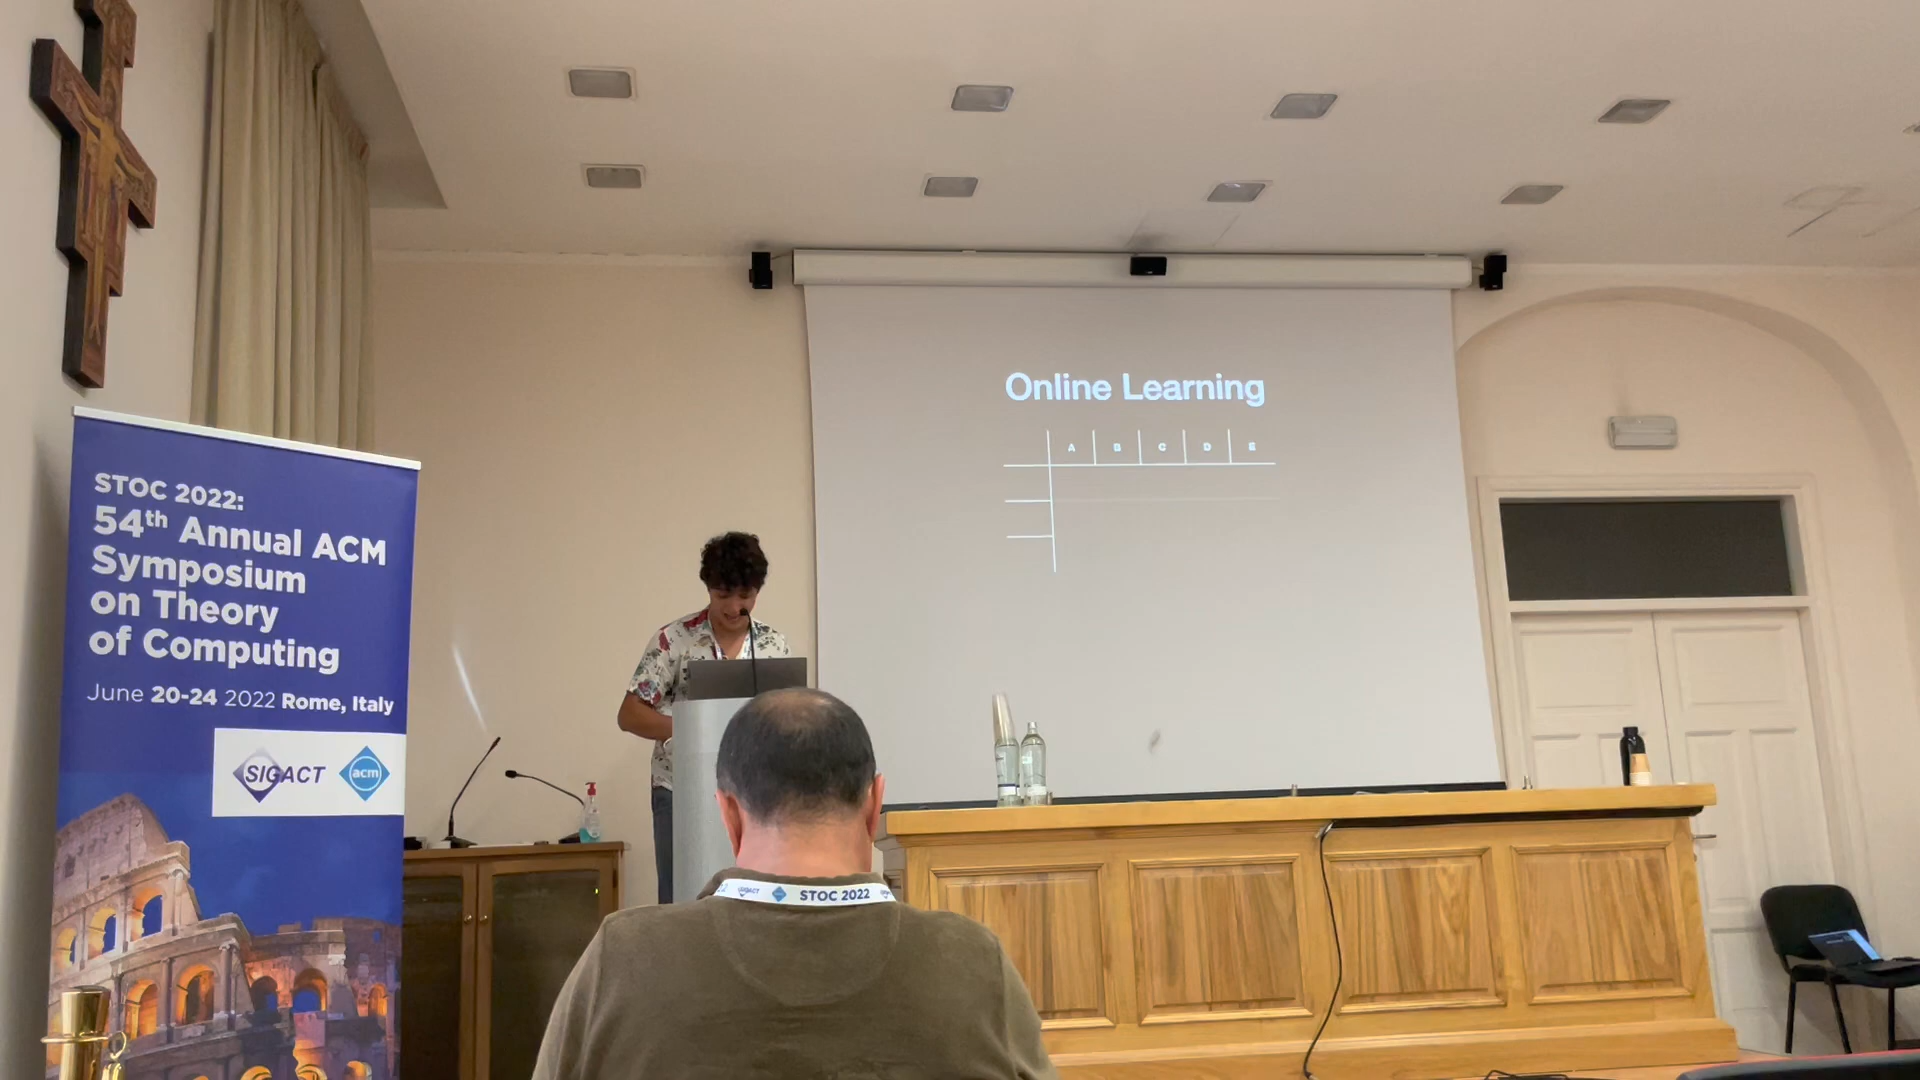 STOC 2022:
54th Annual ACM
Symposium
on Theory
of Computing
June 20-24 2022 Rome, Italy
SIGACT acm
Online Learning
A B C D E
SIGACT STOC 2022